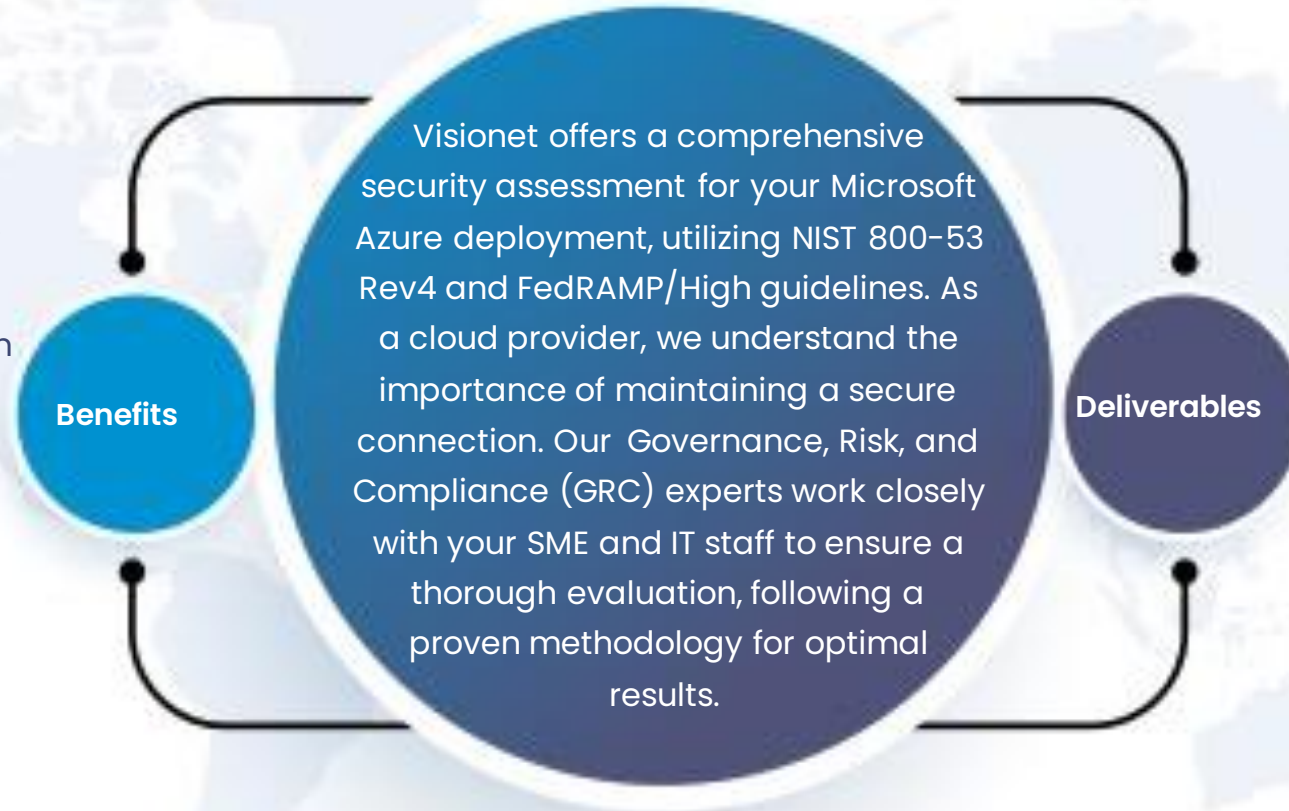 Visionet offers a comprehensive
security assessment for your Microsoft
Azure deployment, utilizing NIST 800-53
Rev4 and FedRAMP/High guidelines. As
a cloud provider, we understand the
importance of maintaining a secure
connection. Our Governance, Risk, and
Compliance (GRC) experts work closely
with your SME and IT staff to ensure a
thorough evaluation, following a
proven methodology for optimal
results.
Benefits
Deliverables